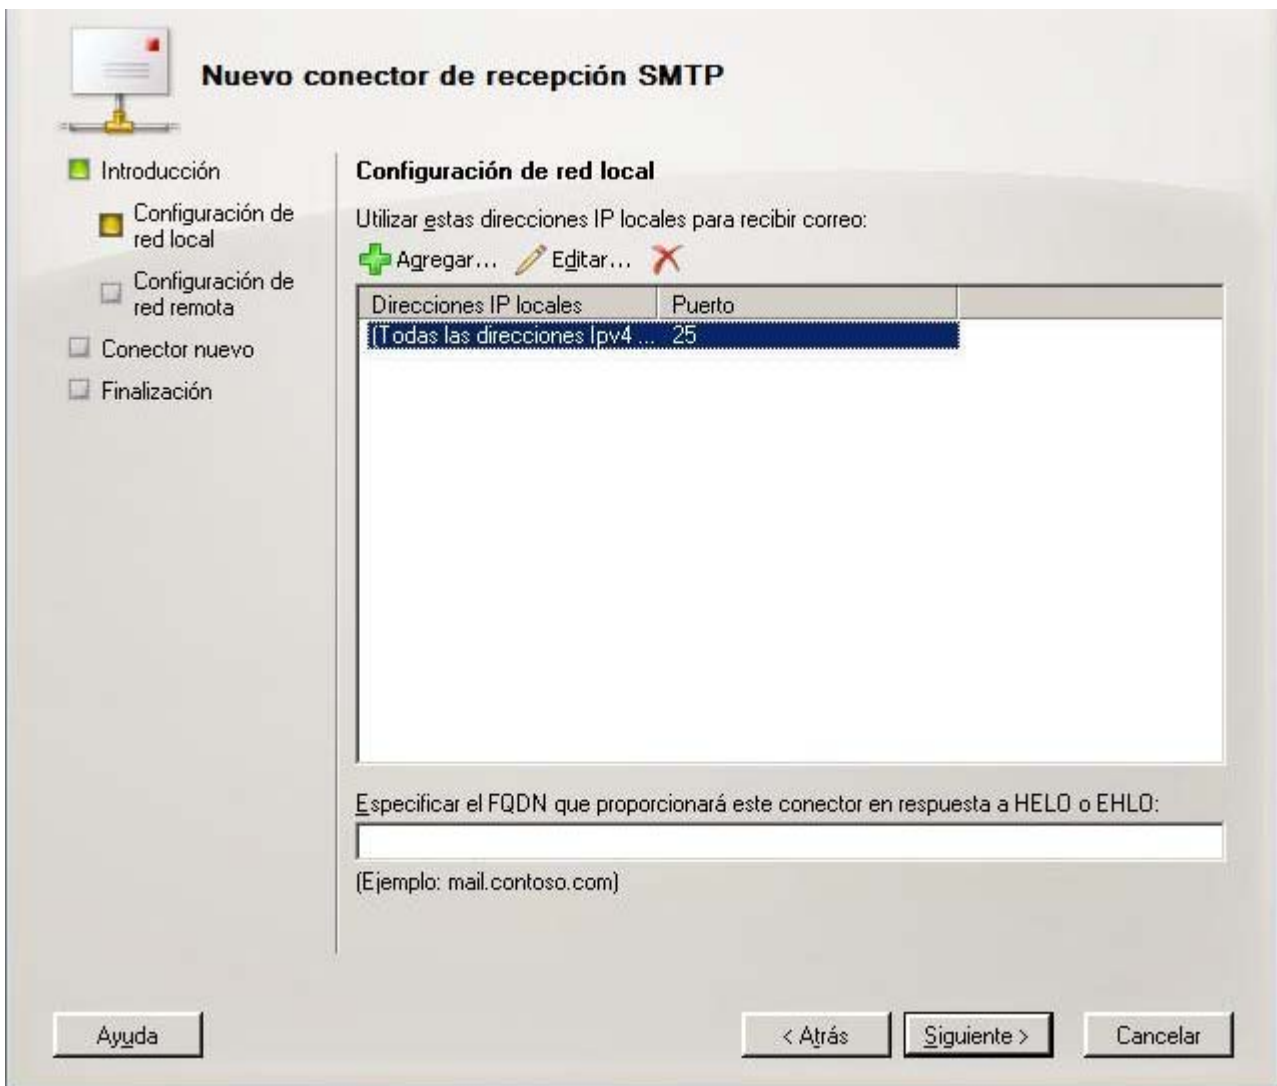 Nuevo conector de recepción SMTP
Introducción
Configuración de
red local
Configuración de
red remota
Conector nuevo
Finalización
Configuración de red local
Utilizar estas direcciones IP locales para recibir correo:
Agregar... Editar...
Direcciones IP locales Puerto
(Todas las direcciones Ipv4 ... 25
Especificar el FQDN que proporcionará este conector en respuesta a HELO o EHLO:
(Ejemplo: mail.contoso.com)
Ayuda < Atrás Siguiente > Cancelar